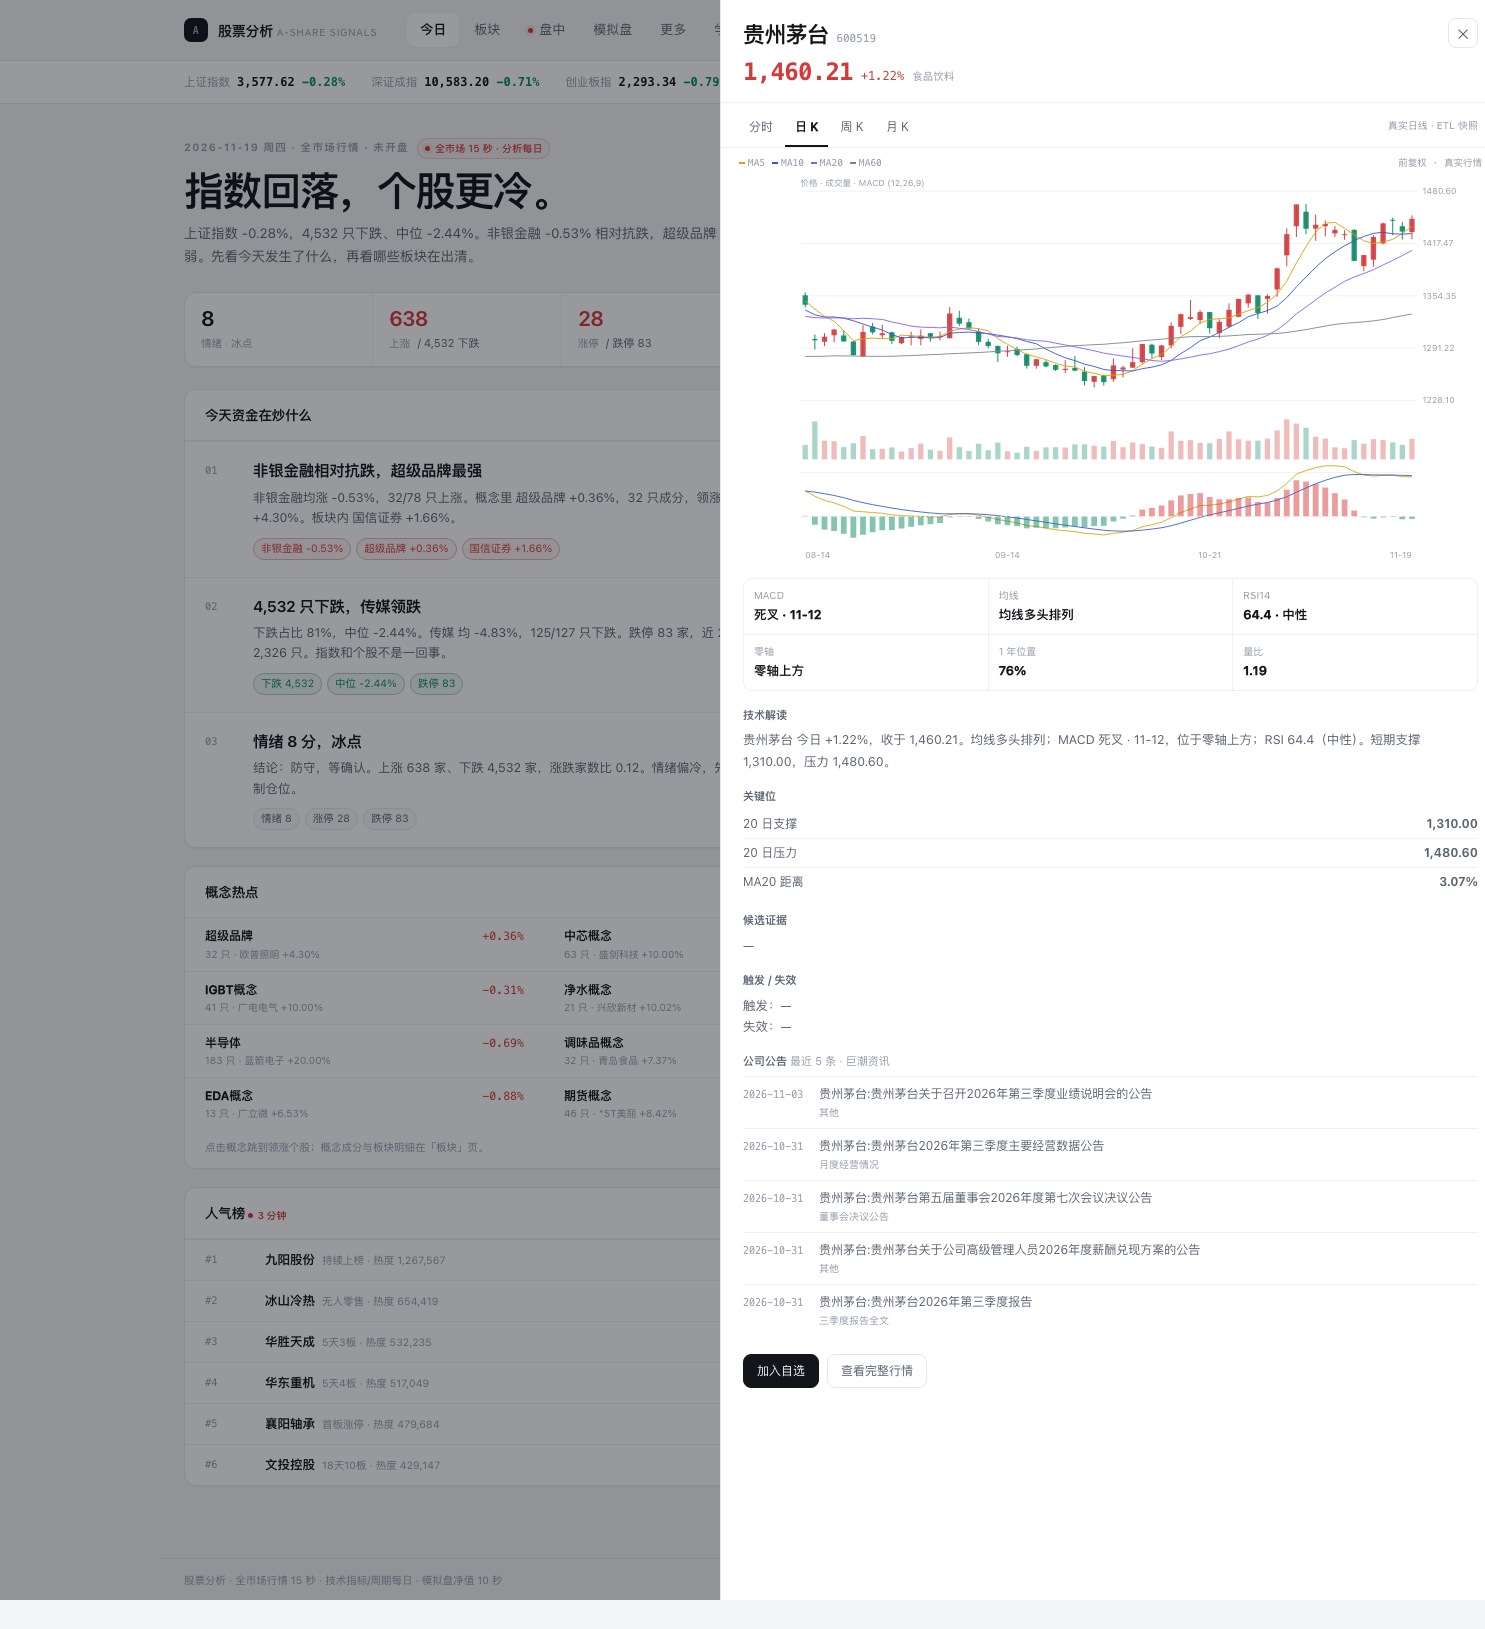 A 股票分析 A-SHARE SIGNALS 今日 板块 盘中 模拟盘 更多
上证指数 3,577.62 −0.28% 深证成指 10,583.20 −0.71% 创业板指 2,293.34 −0.79
2026-11-19 周四 · 全市场行情 · 未开盘 全市场 15 秒 · 分析每日
指数回落，个股更冷。
上证指数 -0.28%，4,532 只下跌、中位 -2.44%。非银金融 -0.53% 相对抗跌，超级品牌
弱。先看今天发生了什么，再看哪些板块在出清。
8 638 28
情绪 · 冰点 上涨 / 4,532 下跌 涨停 / 跌停 83
今天资金在炒什么
01 非银金融相对抗跌，超级品牌最强
非银金融均涨 -0.53%，32/78 只上涨。概念里 超级品牌 +0.36%，32 只成分，领涨
+4.30%。板块内 国信证券 +1.66%。
非银金融 -0.53% 超级品牌 +0.36% 国信证券 +1.66%
02 4,532 只下跌，传媒领跌
下跌占比 81%，中位 -2.44%。传媒 均 -4.83%，125/127 只下跌。跌停 83 家，近
2,326 只。指数和个股不是一回事。
下跌 4,532 中位 -2.44% 跌停 83
03 情绪 8 分，冰点
结论：防守，等确认。上涨 638 家、下跌 4,532 家，涨跌家数比 0.12。情绪偏冷，
制仓位。
情绪 8 涨停 28 跌停 83
概念热点
超级品牌 +0.36% 中芯概念
32 只 · 欧普照明 +4.30% 63 只 · 盛剑科技 +10.00%
IGBT概念 −0.31% 净水概念
41 只 · 广电电气 +10.00% 21 只 · 兴欣新材 +10.02%
半导体 −0.69% 调味品概念
183 只 · 蓝箭电子 +20.00% 32 只 · 青岛食品 +7.37%
EDA概念 −0.88% 期货概念
13 只 · 广立微 +6.53% 46 只 · *ST美丽 +8.42%
点击概念跳到领涨个股；概念成分与板块明细在「板块」页。
人气榜 3 分钟
#1 九阳股份 持续上榜 · 热度 1,267,567
#2 冰山冷热 无人零售 · 热度 654,419
#3 华胜天成 5天3板 · 热度 532,235
#4 华东重机 5天4板 · 热度 517,049
#5 襄阳轴承 首板涨停 · 热度 479,684
#6 文投控股 18天10板 · 热度 429,147
股票分析 · 全市场行情 15 秒 · 技术指标/周期每日 · 模拟盘净值 10 秒
贵州茅台 600519
1,460.21 +1.22% 食品饮料
分时 日 K 周 K 月 K 真实日线 · ETL 快照
MA5 MA10 MA20 MA60 前复权 · 真实行情
价格 · 成交量 · MACD (12,26,9)
1480.60
1417.47
1354.35
1291.22
1228.10
08-14 09-14 10-21 11-19
MACD 均线 RSI14
死叉 · 11-12 均线多头排列 64.4 · 中性
零轴 1 年位置 量比
零轴上方 76% 1.19
技术解读
贵州茅台 今日 +1.22%，收于 1,460.21。均线多头排列；MACD 死叉 · 11-12，位于零轴上方；RSI 64.4（中性）。短期支撑
1,310.00，压力 1,480.60。
关键位
20 日支撑 1,310.00
20 日压力 1,480.60
MA20 距离 3.07%
候选证据
—
触发 / 失效
触发：—
失效：—
公司公告 最近 5 条 · 巨潮资讯
2026-11-03 贵州茅台:贵州茅台关于召开2026年第三季度业绩说明会的公告
其他
2026-10-31 贵州茅台:贵州茅台2026年第三季度主要经营数据公告
月度经营情况
2026-10-31 贵州茅台:贵州茅台第五届董事会2026年度第七次会议决议公告
董事会决议公告
2026-10-31 贵州茅台:贵州茅台关于公司高级管理人员2026年度薪酬兑现方案的公告
其他
2026-10-31 贵州茅台:贵州茅台2026年第三季度报告
三季度报告全文
加入自选 查看完整行情